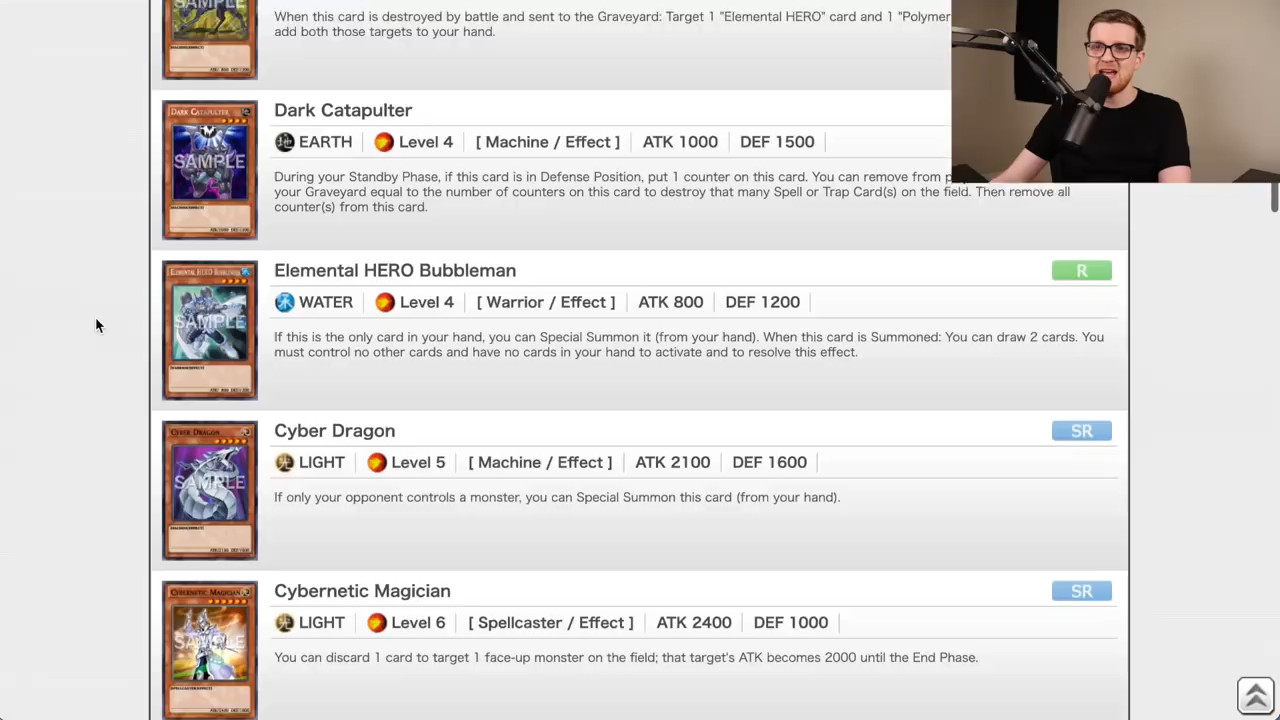 When this card is destroyed by battle and sent to the
Target 1 "Elemental HERO" card and
add both those targets to your hand.
Dark Catapulter
EARTH Level 4 [ Machine / Effect ] ATK 1000 DEF 1500
During your Standby Phase, if this card is in Defense Position, put 1 counter on this card. You can remove from
your Graveyard equal to the number of counters on this destroy that many Spell or Trap Cards on the field. Then remove all
counter(s) from this card.
DARK CATAPULTER
SAMPLE
Elemental HERO Bubbleman
R
WATER Level 4 [ Warrior / Effect ] ATK 800 DEF 1200
If this is the only card in your hand, you can Special Summon it (from your hand). When this card is Summoned: You can draw 2 cards. You
must control no other cards and have no cards in your hand to activate and to resolve this effect.
ELEMENTAL HERO BUBBLEMAN
SAMPLE
Cyber Dragon
SR
LIGHT Level 5 [ Machine / Effect ] ATK 2100 DEF 1600
If only your opponent controls a monster, you can Special Summon this card (from your hand).
CYBER DRAGON
SAMPLE
Cybernetic Magician
SR
LIGHT Level 6 [ Spellcaster / Effect ] ATK 2400 DEF 1000
You can discard 1 card to target 1 face-up monster on the field; that target's ATK becomes 2000 until the End Phase.
CYBERNETIC MAGICIAN
SAMPLE